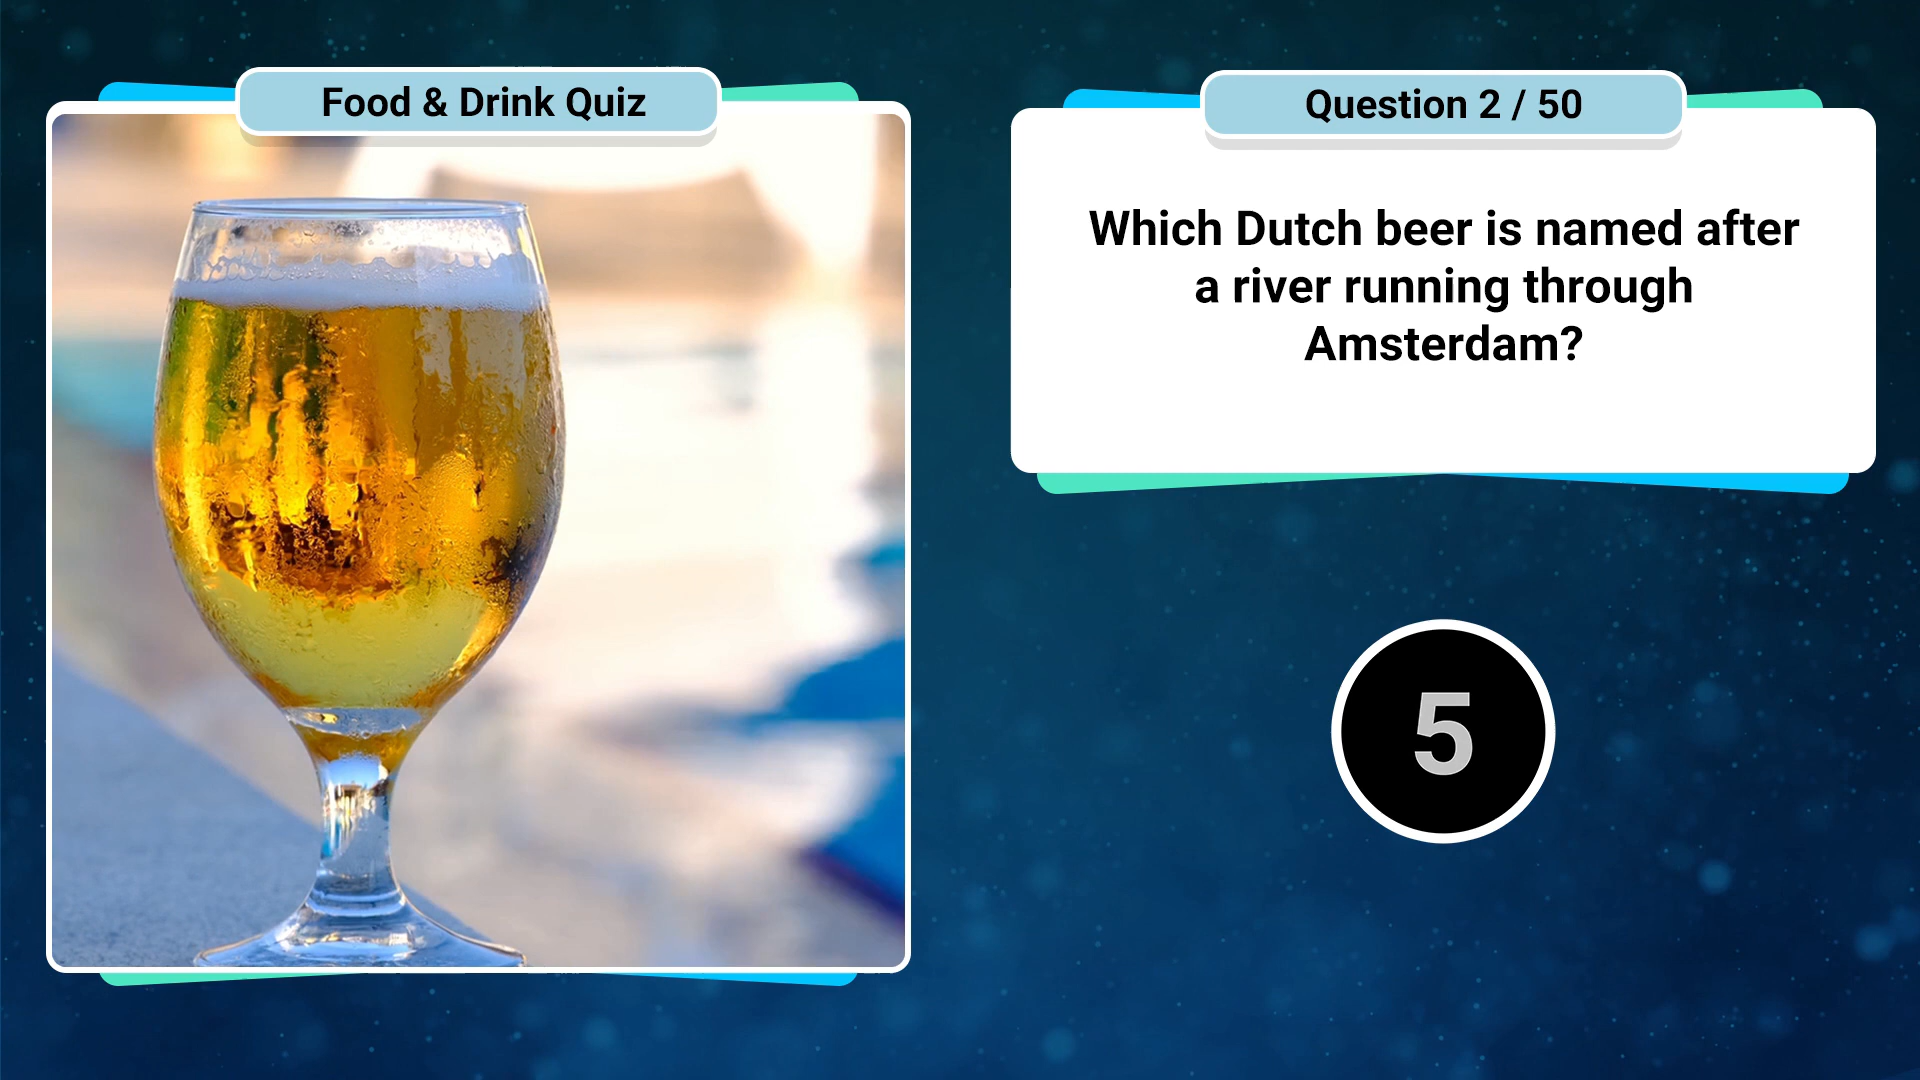 Food & Drink Quiz
Question 2 / 50
Which Dutch beer is named after
a river running through
Amsterdam?
5